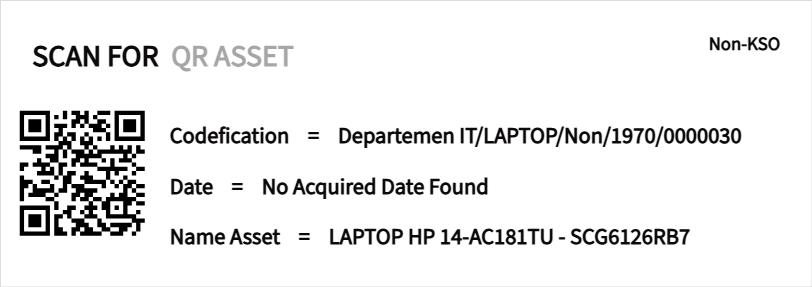 Non-KSO
SCAN FOR QR ASSET
Codefication = Departemen IT/LAPTOP/Non/1970/0000030
Date = No Acquired Date Found
Name Asset = LAPTOP HP 14-AC181TU - SCG6126RB7